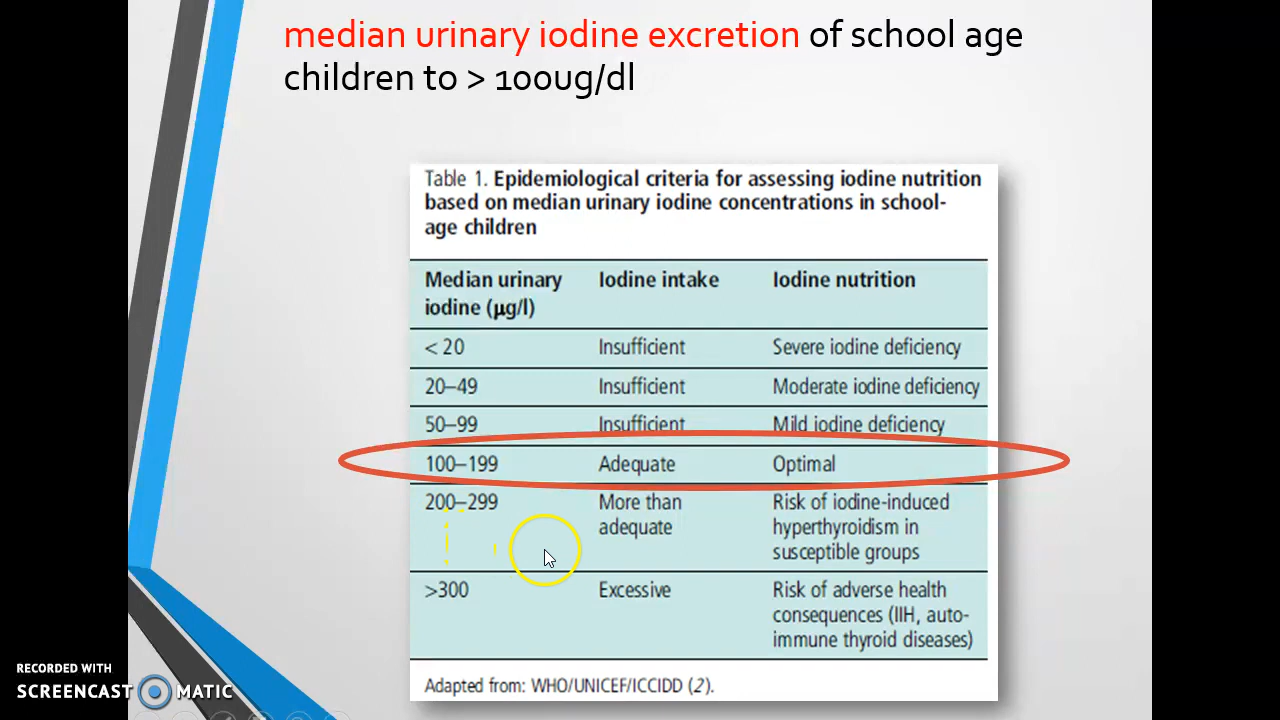 median urinary iodine excretion of school age
children to > 100ug/dl
Table 1. Epidemiological criteria for assessing iodine nutrition
based on median urinary iodine concentrations in school-
age children
Median urinary Iodine intake Iodine nutrition
iodine (μg/l)
< 20 Insufficient Severe iodine deficiency
20–49 Insufficient Moderate iodine deficiency
50–99 Insufficient Mild iodine deficiency
100–199 Adequate Optimal
200–299 More than Risk of iodine-induced
adequate hyperthyroidism in
susceptible groups
>300 Excessive Risk of adverse health
consequences (IIH, auto-
immune thyroid diseases)
Adapted from: WHO/UNICEF/ICCIDD (2).
RECORDED WITH
SCREENCAST MATIC